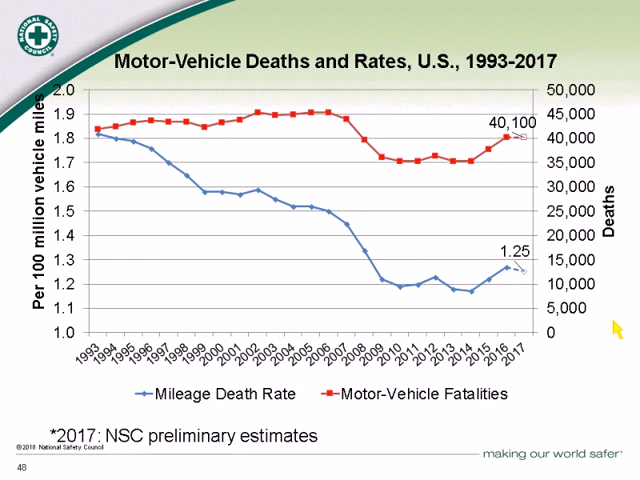 NATIONAL SAFETY
COUNCIL
Motor-Vehicle Deaths and Rates, U.S., 1993-2017
Per 100 million vehicle miles
2.0
1.9
1.8
1.7
1.6
1.5
1.4
1.3
1.2
1.1
1.0
40,100
1.25
50,000
45,000
40,000
35,000
30,000
25,000
20,000
15,000
10,000
5,000
0
Deaths
1993 1994 1995 1996 1997 1998 1999 2000 2001 2002 2003 2004 2005 2006 2007 2008 2009 2010 2011 2012 2013 2014 2015 2016 2017
Mileage Death Rate Motor-Vehicle Fatalities
*2017: NSC preliminary estimates
©2018 National Safety Council
making our world safer
48